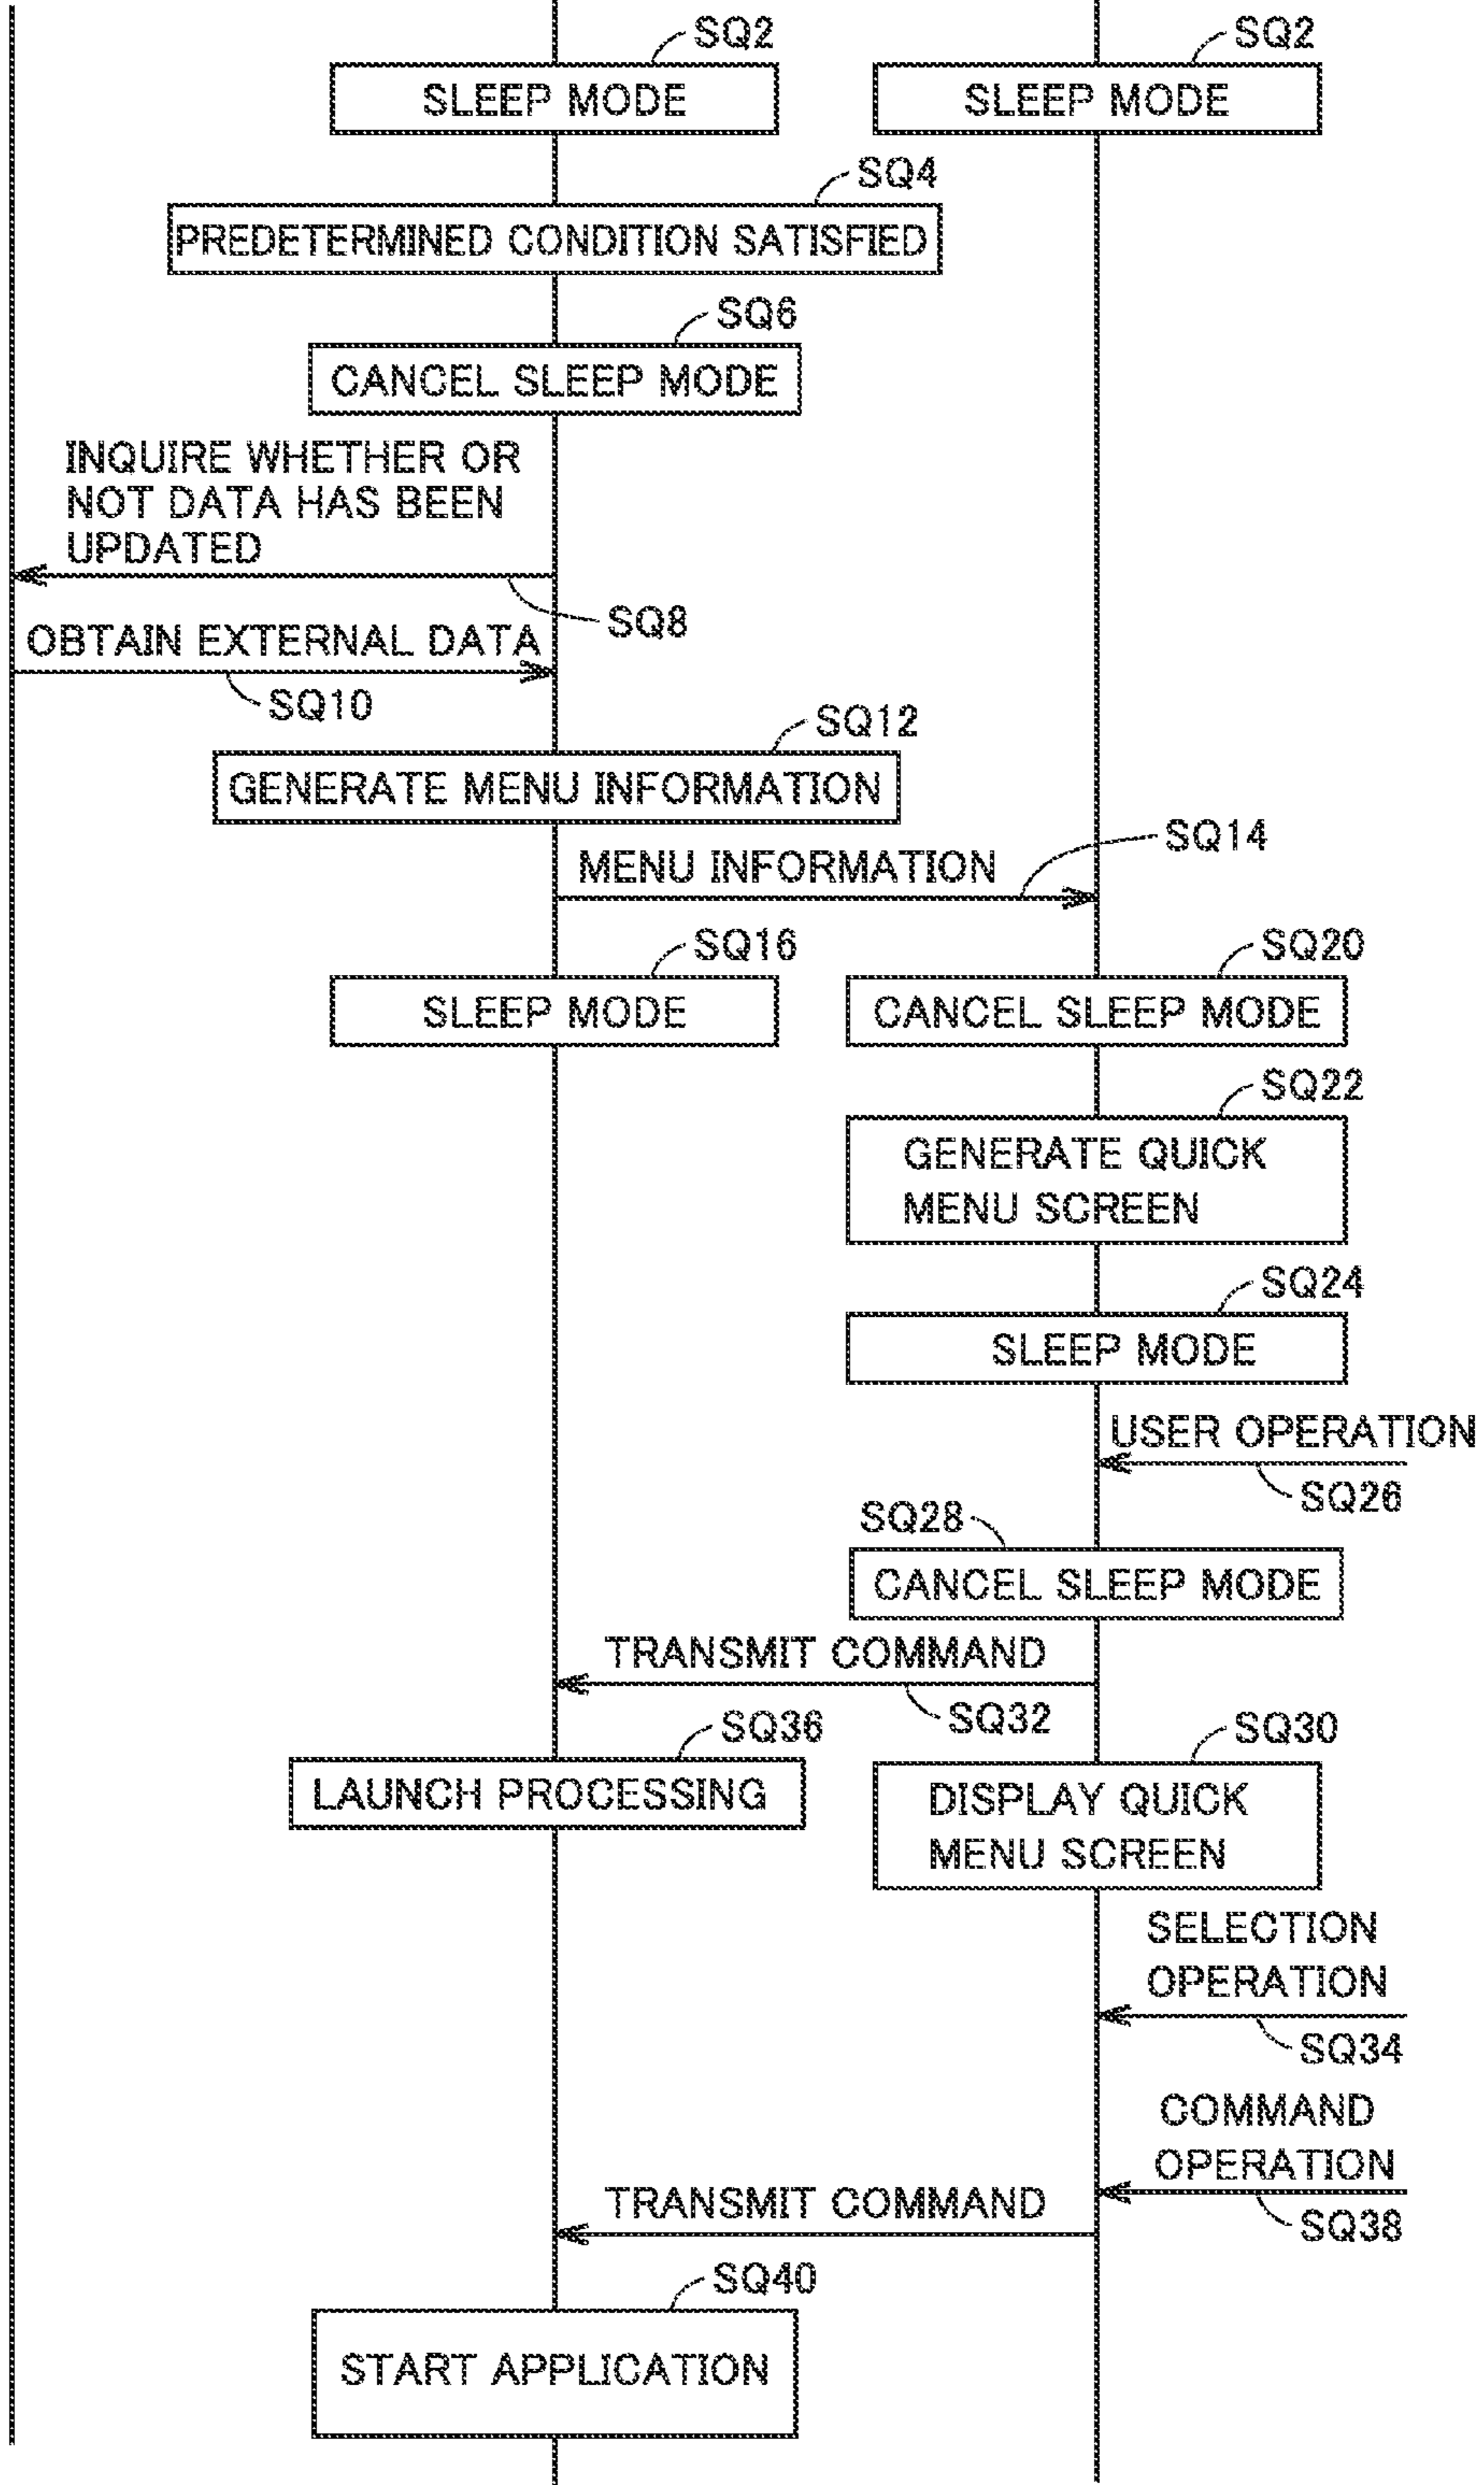 SQ2
SQ2
SLEEP MODE
SLEEP MODE
SQ4
PREDETERMINED CONDITION SATISFIED
SQ6
CANCEL SLEEP MODE
INQUIRE WHETHER OR
NOT DATA HAS BEEN
UPDATED
SQ8
OBTAIN EXTERNAL DATA
SQ10
SQ12
GENERATE MENU INFORMATION
SQ14
MENU INFORMATION
SQ16
SQ20
SLEEP MODE
CANCEL SLEEP MODE
SQ22
GENERATE QUICK
MENU SCREEN
SQ24
SLEEP MODE
USER OPERATION
SQ26
SQ28
CANCEL SLEEP MODE
TRANSMIT COMMAND
SQ32
SQ36
SQ30
LAUNCH PROCESSING
DISPLAY QUICK
MENU SCREEN
SELECTION
OPERATION
SQ34
COMMAND
OPERATION
TRANSMIT COMMAND
SQ38
SQ40
START APPLICATION